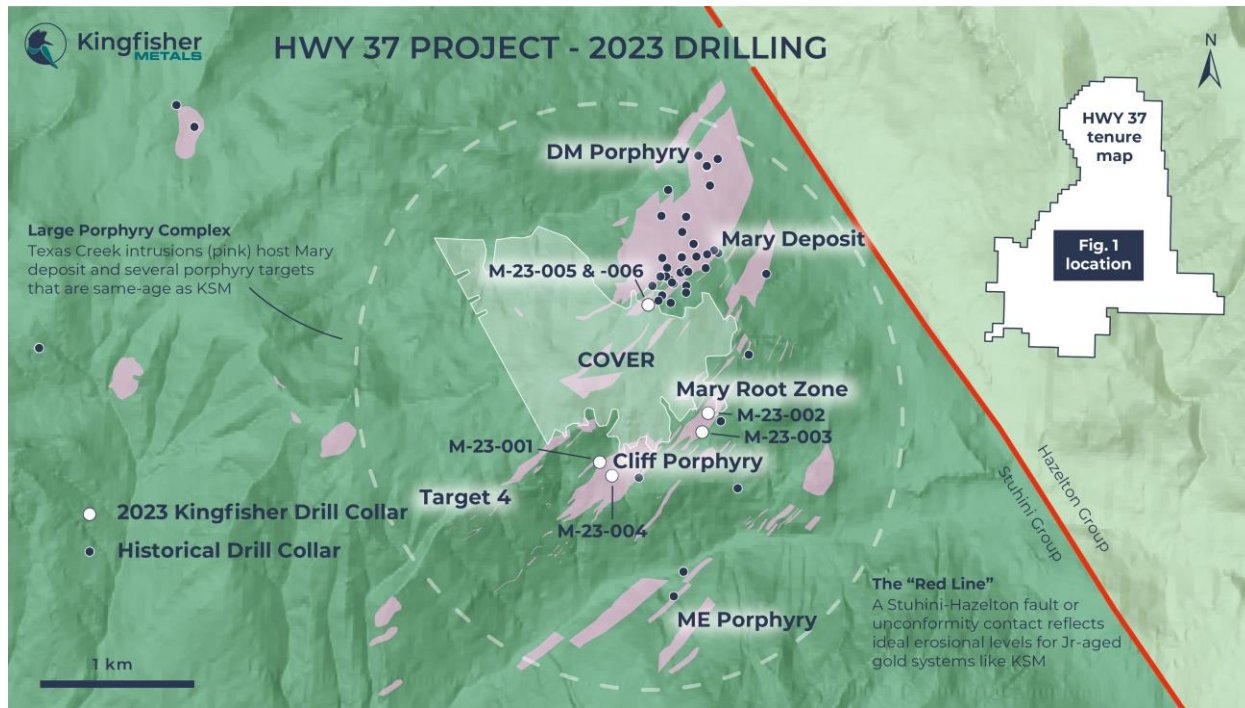 Kingfisher
METALS
HWY 37 PROJECT - 2023 DRILLING
N
HWY 37
tenure
map
Fig. 1
location
DM Porphyry
Large Porphyry Complex
Texas Creek intrusions (pink) host Mary
deposit and several porphyry targets
that are same-age as KSM
Mary Deposit
M-23-005 & -006
COVER
Mary Root Zone
M-23-002
M-23-003
M-23-001
Cliff Porphyry
Target 4
M-23-004
Hazelton Group
Stuhini Group
2023 Kingfisher Drill Collar
Historical Drill Collar
The "Red Line"
A Stuhini-Hazelton fault or
unconformity contact reflects
ideal erosional levels for Jr-aged
gold systems like KSM
ME Porphyry
1 km